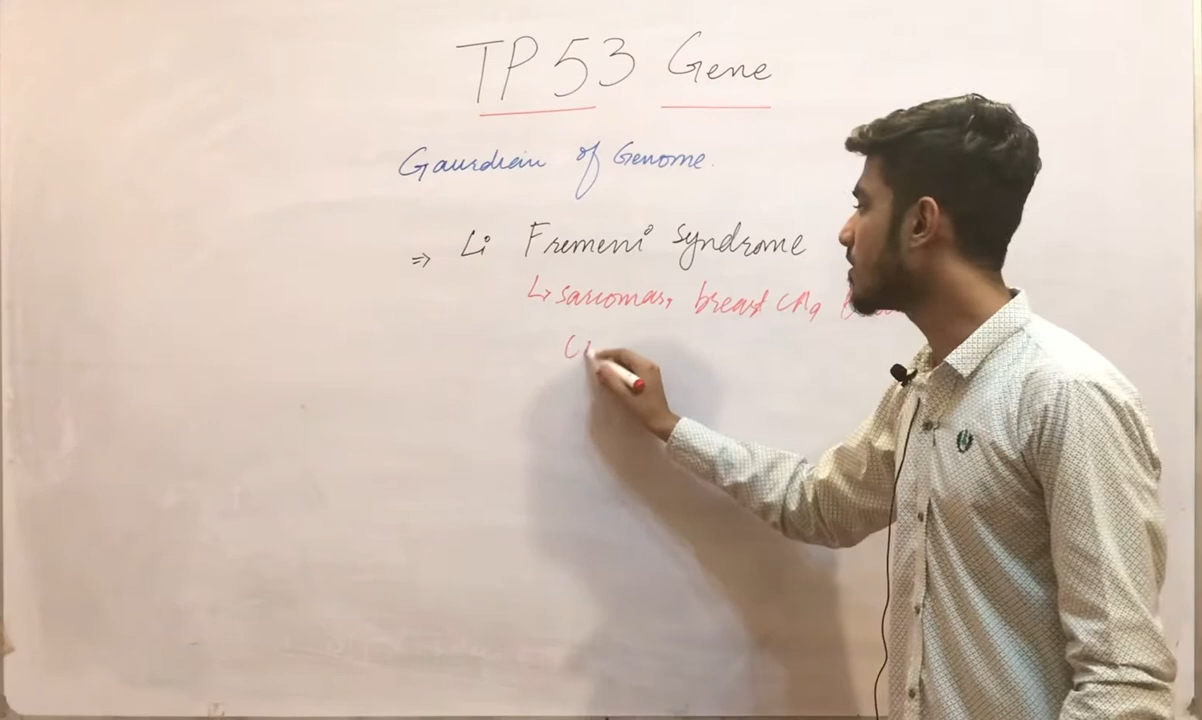 TP53 Gene
Gaurdian of Genome.
⇒ Li Fremeni Syndrome
↳ sarcomas, breast CA,